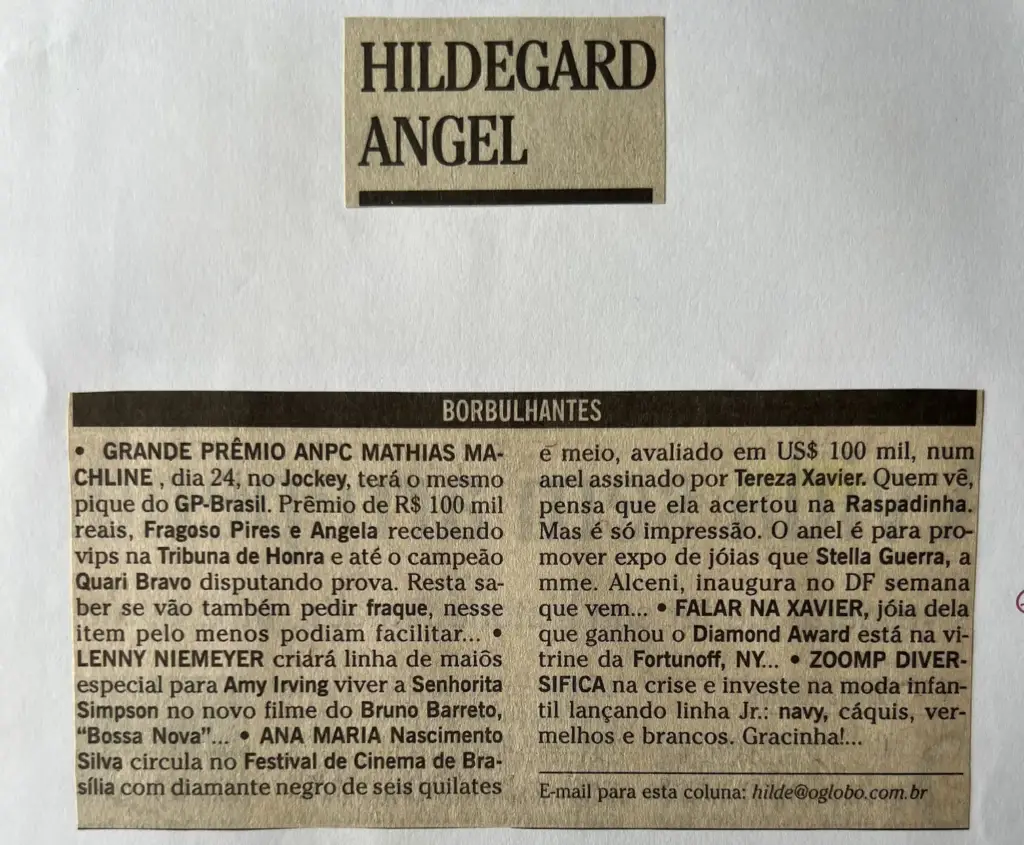 HILDEGARD
ANGEL
BORBULHANTES
• GRANDE PRÊMIO ANPC MATHIAS MA-
CHLINE , dia 24, no Jockey, terá o mesmo
pique do GP-Brasil. Prêmio de R$ 100 mil
reais, Fragoso Pires e Angela recebendo
vips na Tribuna de Honra e até o campeão
Quari Bravo disputando prova. Resta sa-
ber se vão também pedir fraque, nesse
item pelo menos podiam facilitar... •
LENNY NIEMEYER criará linha de maiôs
especial para Amy Irving viver a Senhorita
Simpson no novo filme do Bruno Barreto,
“Bossa Nova”... • ANA MARIA Nascimento
Silva circula no Festival de Cinema de Bra-
sília com diamante negro de seis quilates
e meio, avaliado em US$ 100 mil, num
anel assinado por Tereza Xavier. Quem vê,
pensa que ela acertou na Raspadinha.
Mas é só impressão. O anel é para pro-
mover expo de jóias que Stella Guerra, a
mme. Alceni, inaugura no DF semana
que vem... • FALAR NA XAVIER, jóia dela
que ganhou o Diamond Award está na vi-
trine da Fortunoff, NY... • ZOOMP DIVER-
SIFICA na crise e investe na moda infan-
til lançando linha Jr.: navy, cáquis, ver-
melhos e brancos. Gracinha!...
E-mail para esta coluna: hilde@oglobo.com.br